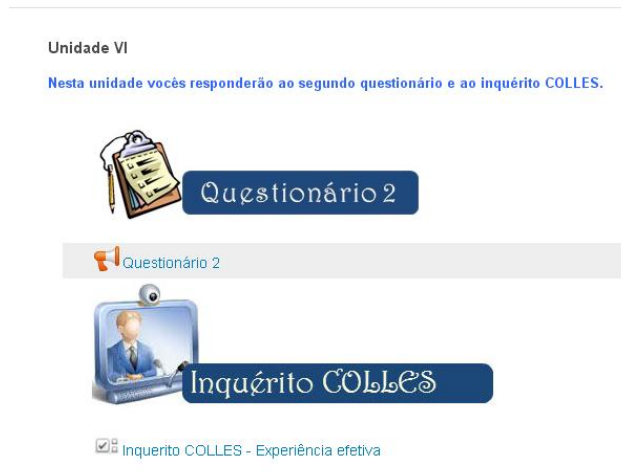 Unidade VI
Nesta unidade vocês responderão ao segundo questionário e ao inquérito COLLES.
Questionário 2
Questionário 2
Inquérito COLLES
Inquerito COLLES - Experiência efetiva